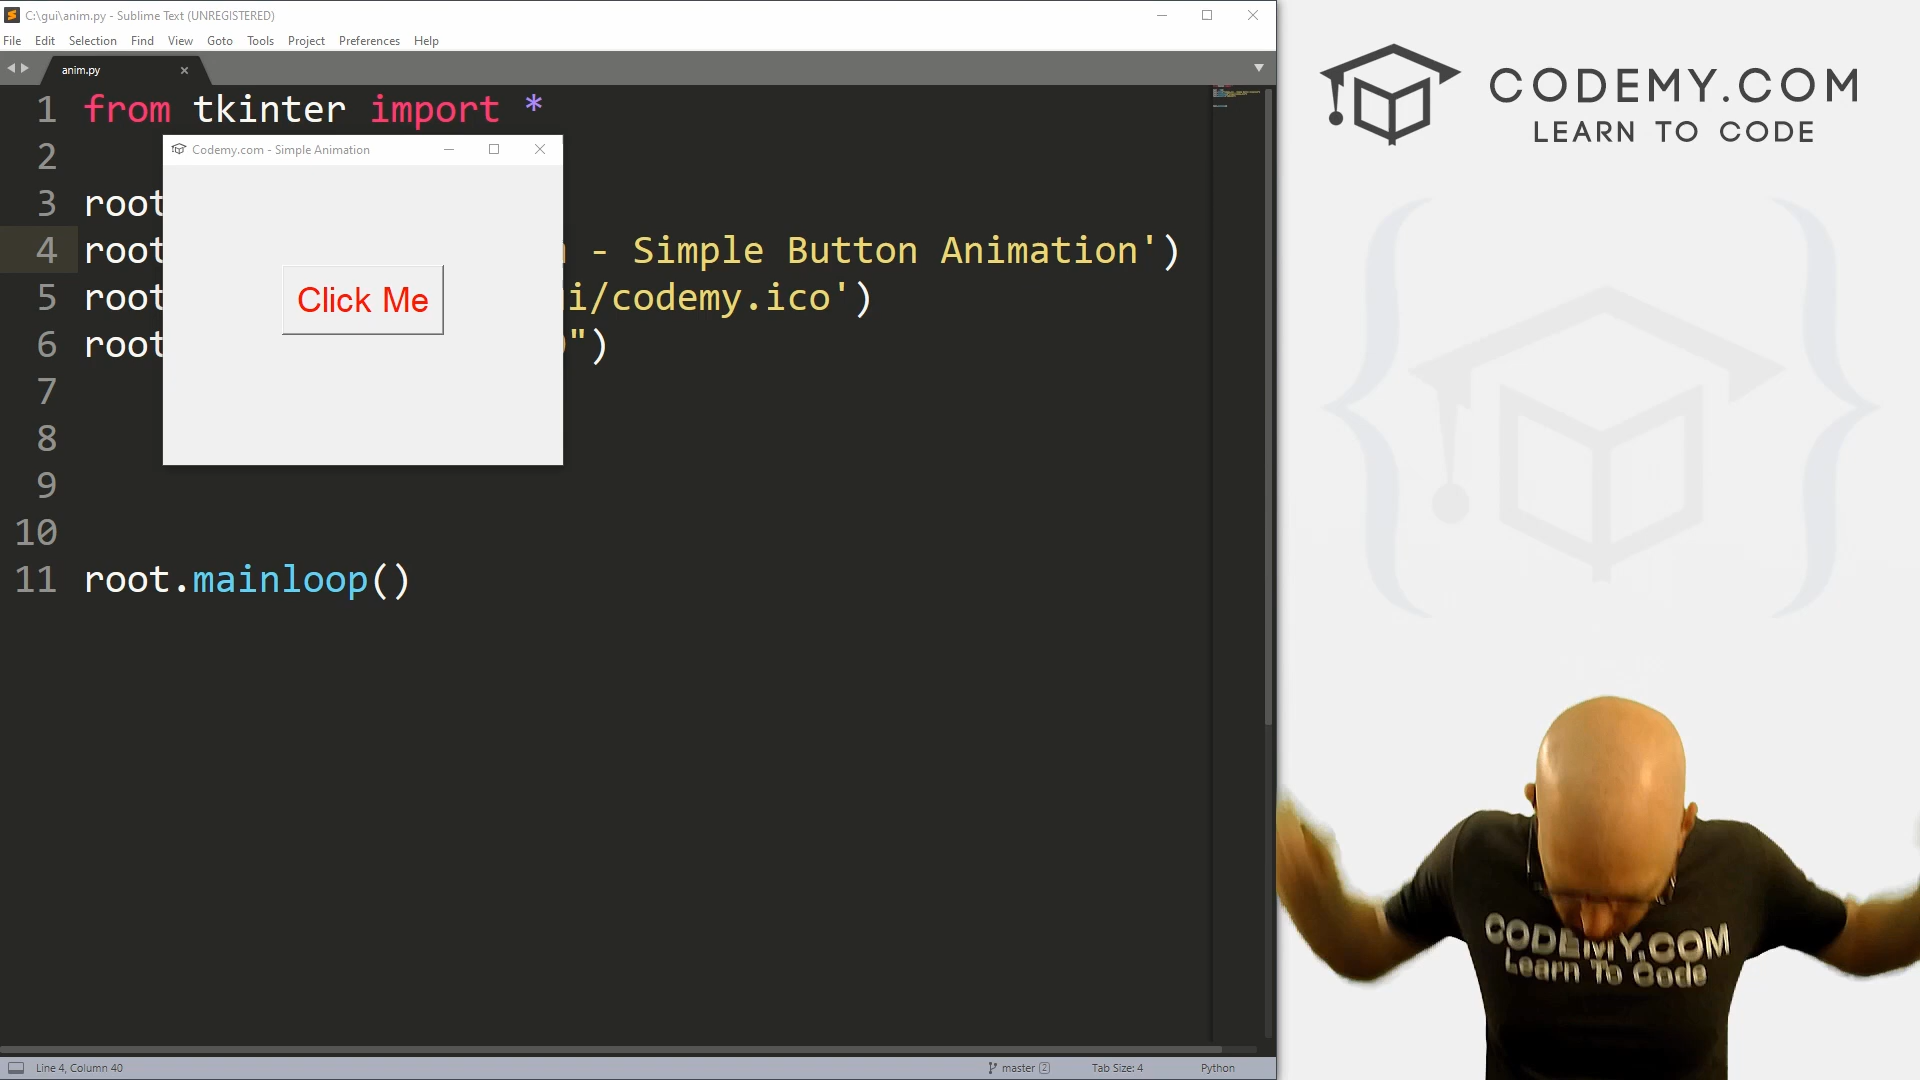 C:\gui\anim.py - Sublime Text (UNREGISTERED)
File Edit Selection Find View Goto Tools Project Preferences Help
anim.py
1 from tkinter import *
2
3 root
4 root - Simple Button Animation')
5 root i/codemy.ico')
6 root ")
7
8
9
10
11 root.mainloop()
Codemy.com - Simple Animation
Click Me
Line 4, Column 40
master 2
Tab Size: 4
Python
CODEMY.COM
LEARN TO CODE
CODEMY.COM
Learn To Code